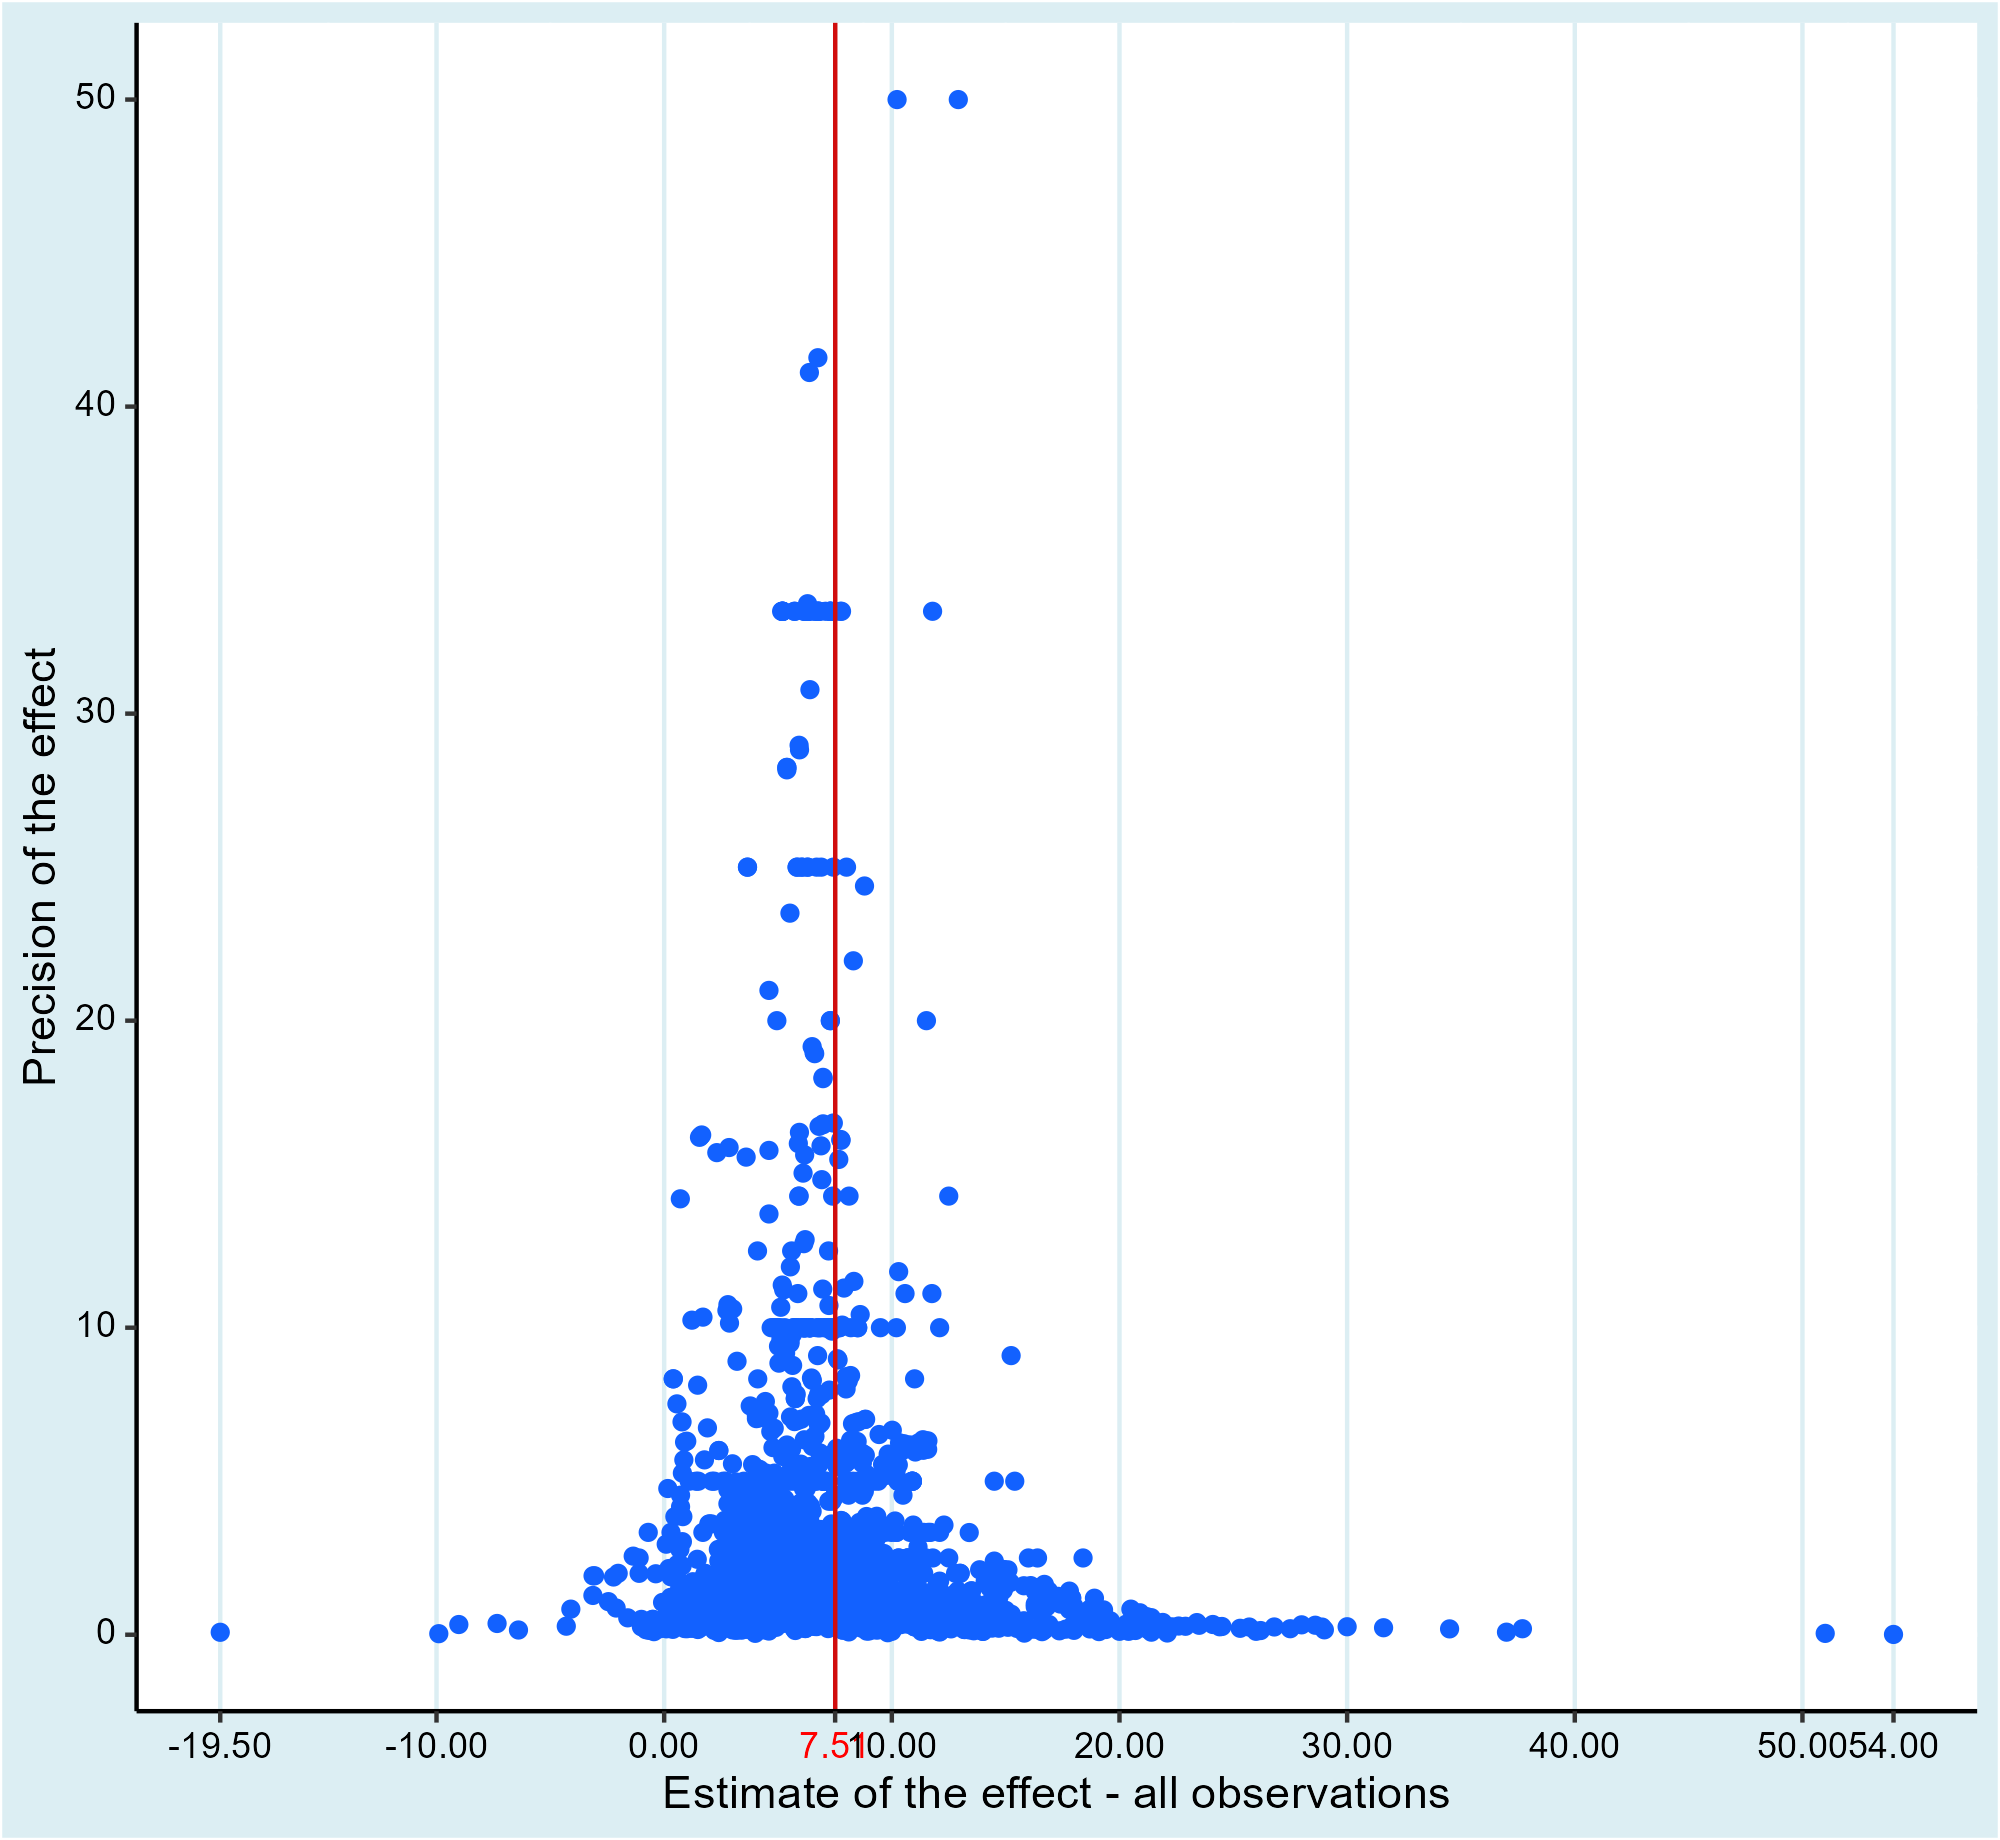 Precision of the effect
50
40
30
20
10
0
-19.50 -10.00 0.00 7.51 10.00 20.00 30.00 40.00 50.00 54.00
Estimate of the effect - all observations